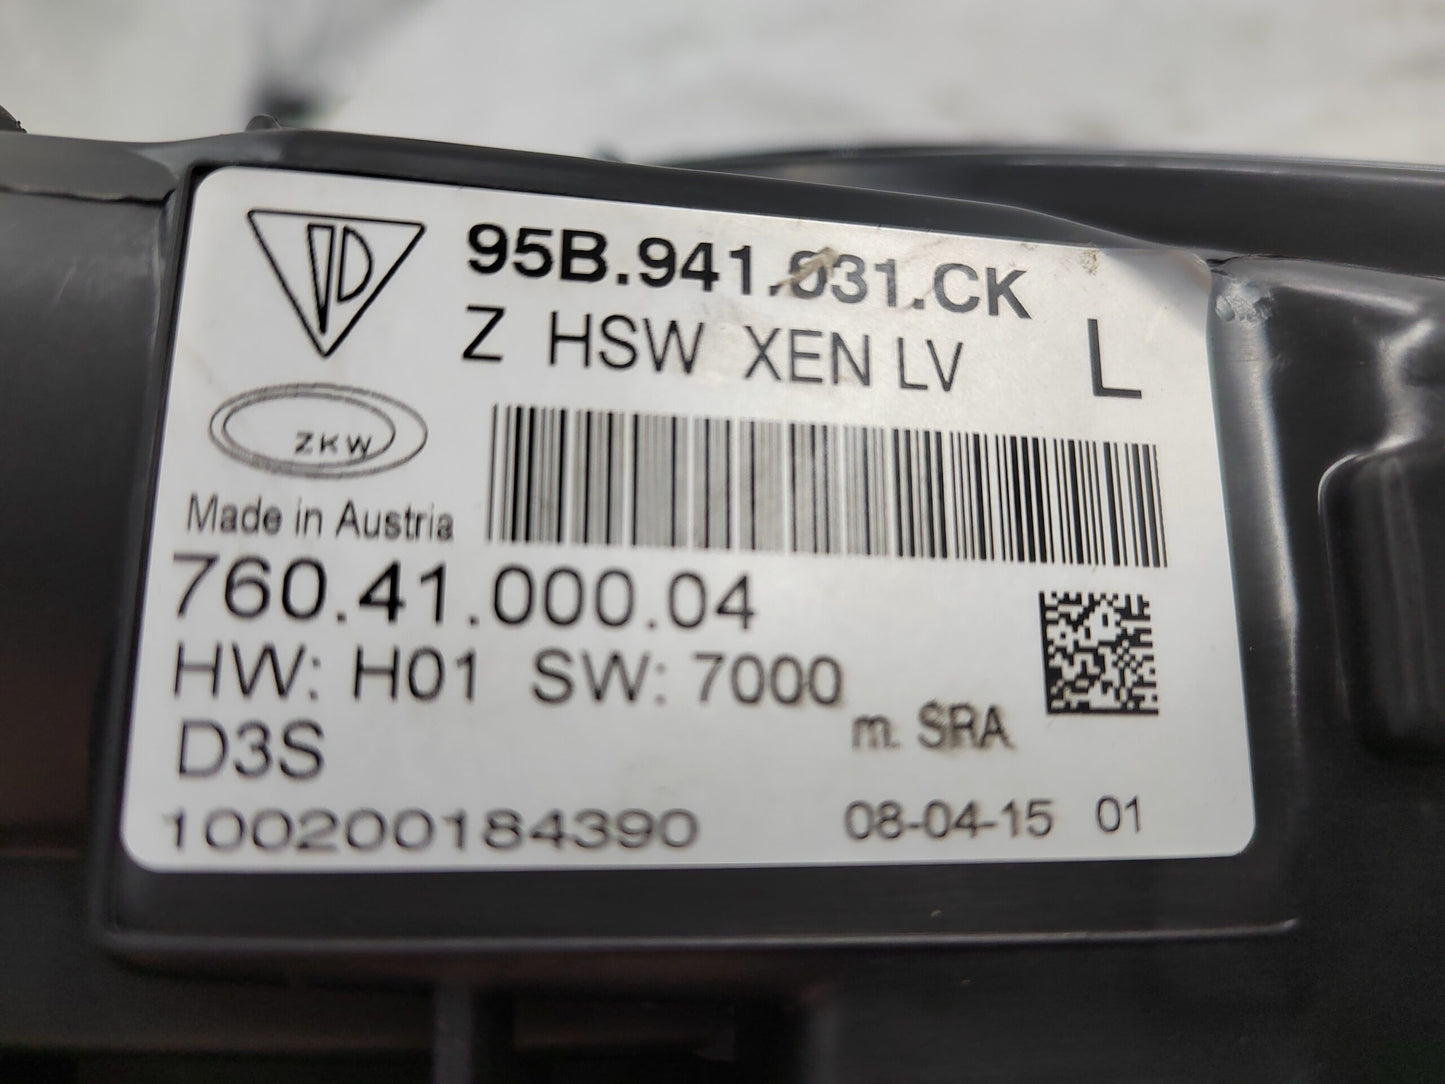 95B.941.031.CK
Z HSW XEN LV L
ZKW
Made in Austria
760.41.000.04
HW: H01 SW: 7000
m. SRA
D3S
100200184390 08-04-15 01